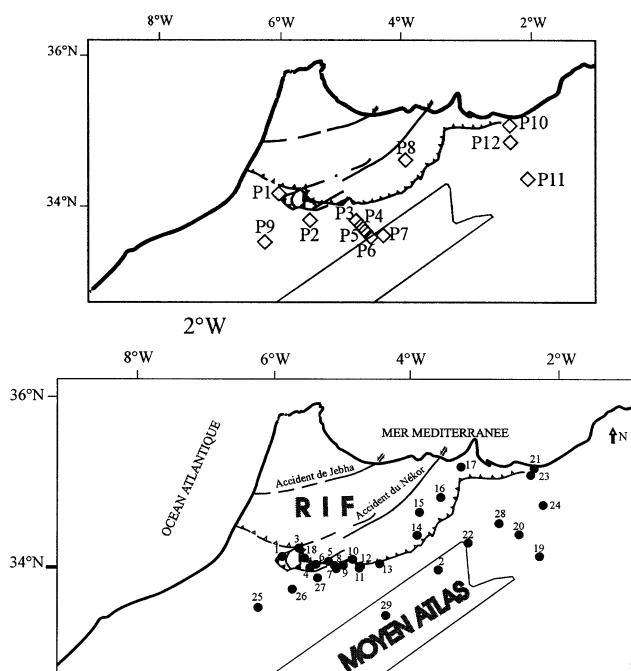 8°W 6°W 4°W 2°W
36°N
P10
P8
P12
P11
34°N
P1
P3 P4
P9
P2
P5
P7
P6
2°W
8°W 6°W 4°W 2°W
36°N
OCEAN ATLANTIQUE
MER MEDITERRANEE
N
Accident de Jebha
17
21
23
RIF
Accident du Nékor
16
15
24
28
14
20
3
22
34°N
1
18
6 5 8 10
12
19
4
7 9
11
13
2
27
26
25
29
MOYEN ATLAS